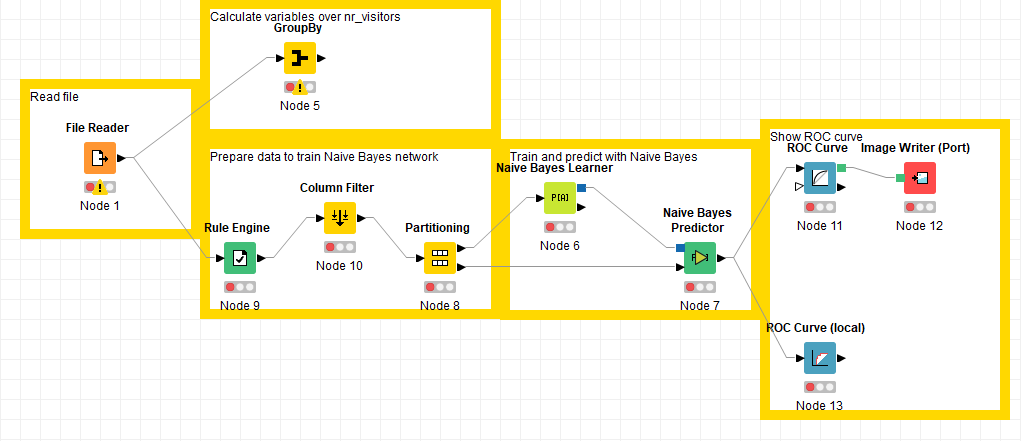 Calculate variables over nr_visitors
GroupBy
Node 5
Read file
File Reader
Node 1
Prepare data to train Naive Bayes network
Rule Engine
Node 9
Column Filter
Node 10
Partitioning
Node 8
Train and predict with Naive Bayes
Naive Bayes Learner
P[A]
Node 6
Naive Bayes
Predictor
Node 7
Show ROC curve
ROC Curve
Node 11
Image Writer (Port)
Node 12
ROC Curve (local)
Node 13